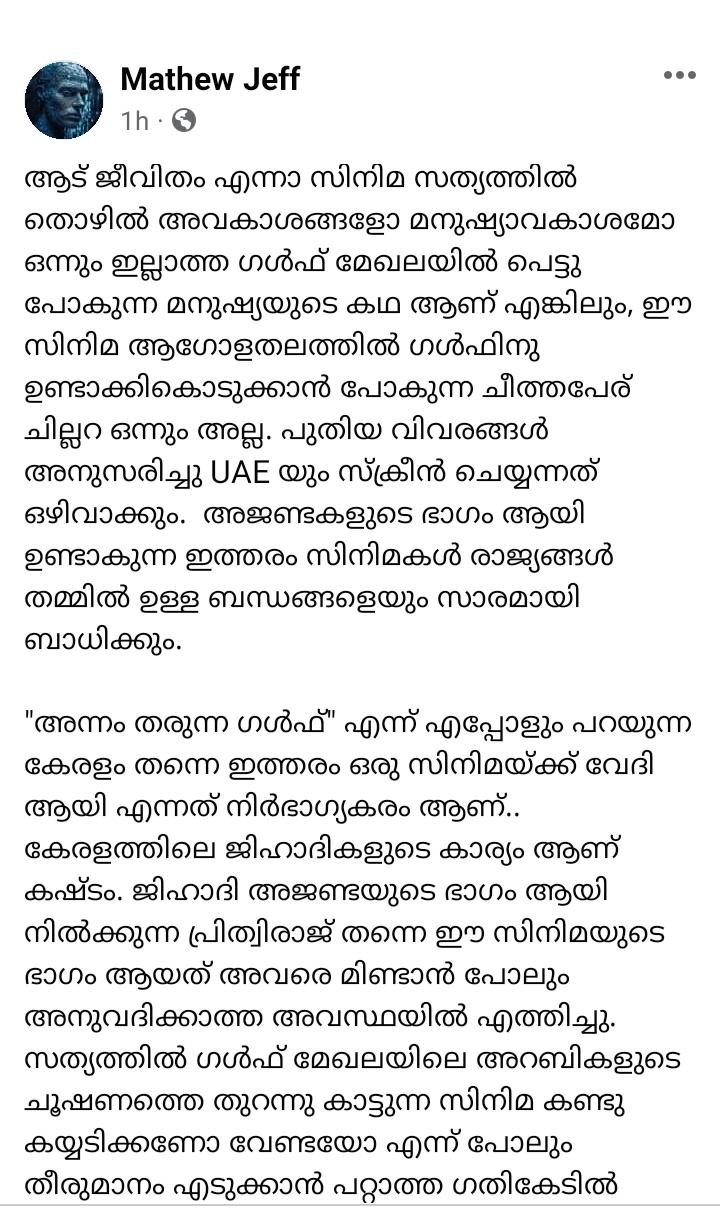 Mathew Jeff
1h ·
ആട് ജീവിതം എന്നാ സിനിമ സത്യത്തിൽ
തൊഴിൽ അവകാശങ്ങളോ മനുഷ്യാവകാശമോ
ഒന്നും ഇല്ലാത്ത ഗൾഫ് മേഖലയിൽ പെട്ടു
പോകുന്ന മനുഷ്യയുടെ കഥ ആണ് എങ്കിലും, ഈ
സിനിമ ആഗോളതലത്തിൽ ഗൾഫിനു
ഉണ്ടാക്കികൊടുക്കാൻ പോകുന്ന ചീത്തപേര്
ചില്ലറ ഒന്നും അല്ല. പുതിയ വിവരങ്ങൾ
അനുസരിച്ചു UAE യും സ്ക്രീൻ ചെയ്യന്നത്
ഒഴിവാക്കും.  അജണ്ടകളുടെ ഭാഗം ആയി
ഉണ്ടാകുന്ന ഇത്തരം സിനിമകൾ രാജ്യങ്ങൾ
തമ്മിൽ ഉള്ള ബന്ധങ്ങളെയും സാരമായി
ബാധിക്കും.
"അന്നം തരുന്ന ഗൾഫ്" എന്ന് എപ്പോളും പറയുന്ന
കേരളം തന്നെ ഇത്തരം ഒരു സിനിമയ്ക്ക് വേദി
ആയി എന്നത് നിർഭാഗ്യകരം ആണ്..
കേരളത്തിലെ ജിഹാദികളുടെ കാര്യം ആണ്
കഷ്ടം. ജിഹാദി അജണ്ടയുടെ ഭാഗം ആയി
നിൽക്കുന്ന പ്രിത്വിരാജ് തന്നെ ഈ സിനിമയുടെ
ഭാഗം ആയത് അവരെ മിണ്ടാൻ പോലും
അനുവദിക്കാത്ത അവസ്ഥയിൽ എത്തിച്ചു.
സത്യത്തിൽ ഗൾഫ് മേഖലയിലെ അറബികളുടെ
ചൂഷണത്തെ തുറന്നു കാട്ടുന്ന സിനിമ കണ്ടു
കയ്യടിക്കണോ വേണ്ടയോ എന്ന് പോലും
തീരുമാനം എടുക്കാൻ പറ്റാത്ത ഗതികേടിൽ